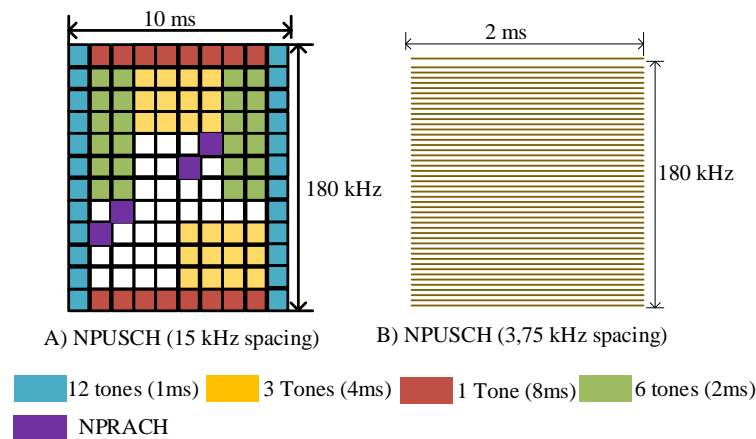 10 ms
2 ms
180 kHz
180 kHz
A) NPUSCH (15 kHz spacing)
B) NPUSCH (3,75 kHz spacing)
12 tones (1ms)
3 Tones (4ms)
1 Tone (8ms)
6 tones (2ms)
NPRACH